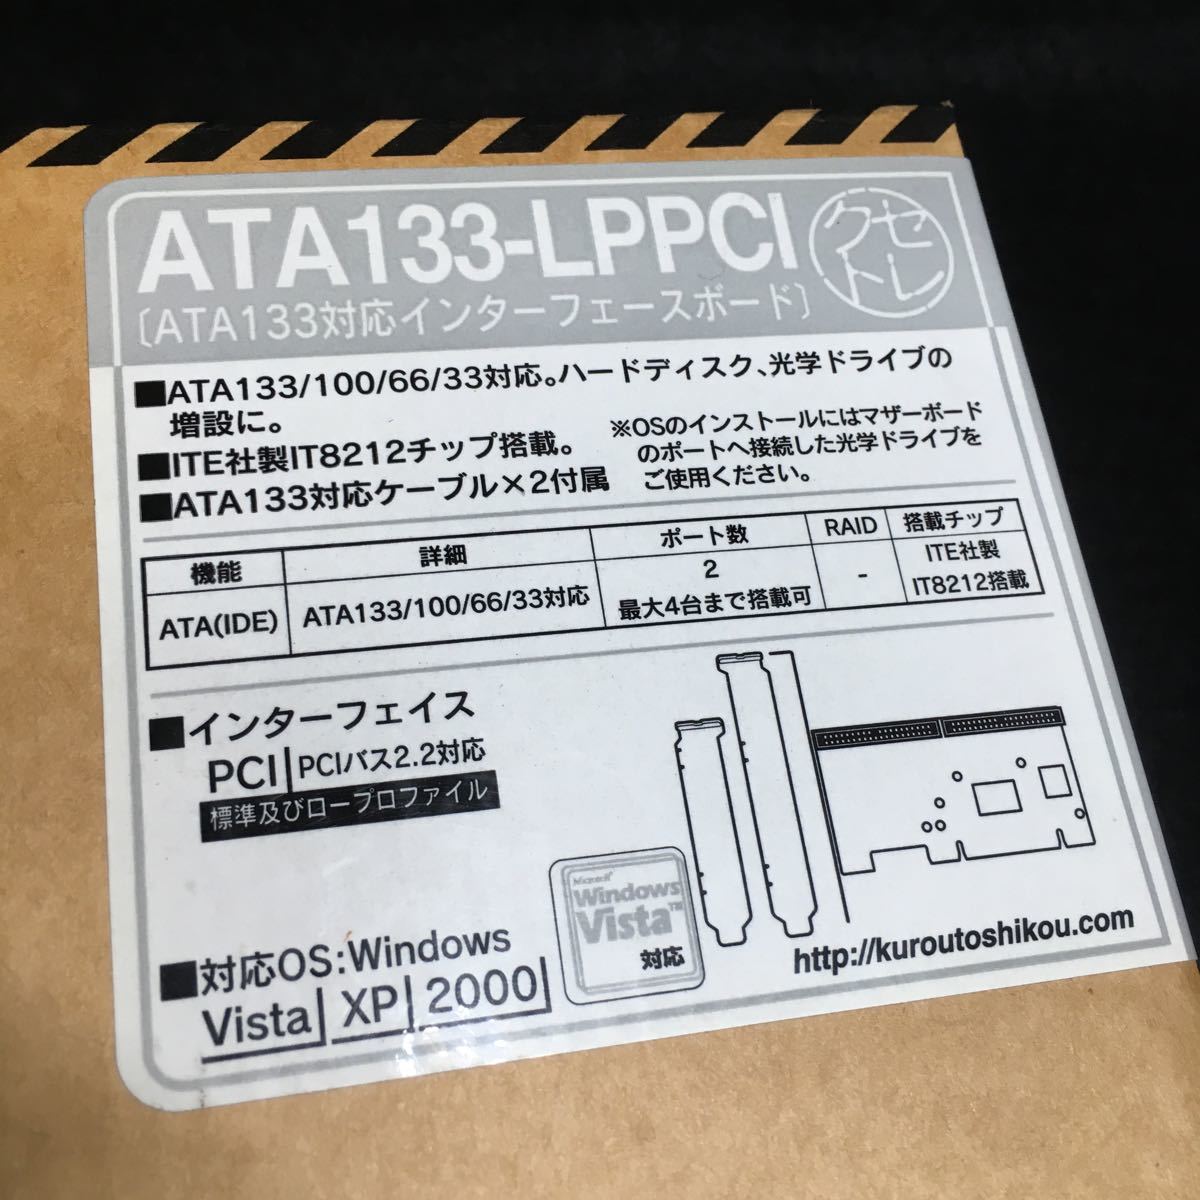 ATA133-LPPCI
クセトレ
〔ATA133対応インターフェースボード〕
■ATA133/100/66/33対応。ハードディスク、光学ドライブの
増設に。
■ITE社製IT8212チップ搭載。
■ATA133対応ケーブル×2付属
※OSのインストールにはマザーボード
のポートへ接続した光学ドライブを
ご使用ください。
機能 詳細 ポート数 RAID 搭載チップ
ATA(IDE) ATA133/100/66/33対応 2 - ITE社製
最大4台まで搭載可 IT8212搭載
■インターフェイス
PCI PCIバス2.2対応
標準及びロープロファイル
■対応OS:Windows
Vista XP 2000
Microsoft
Windows
Vista™
対応
http://kuroutoshikou.com